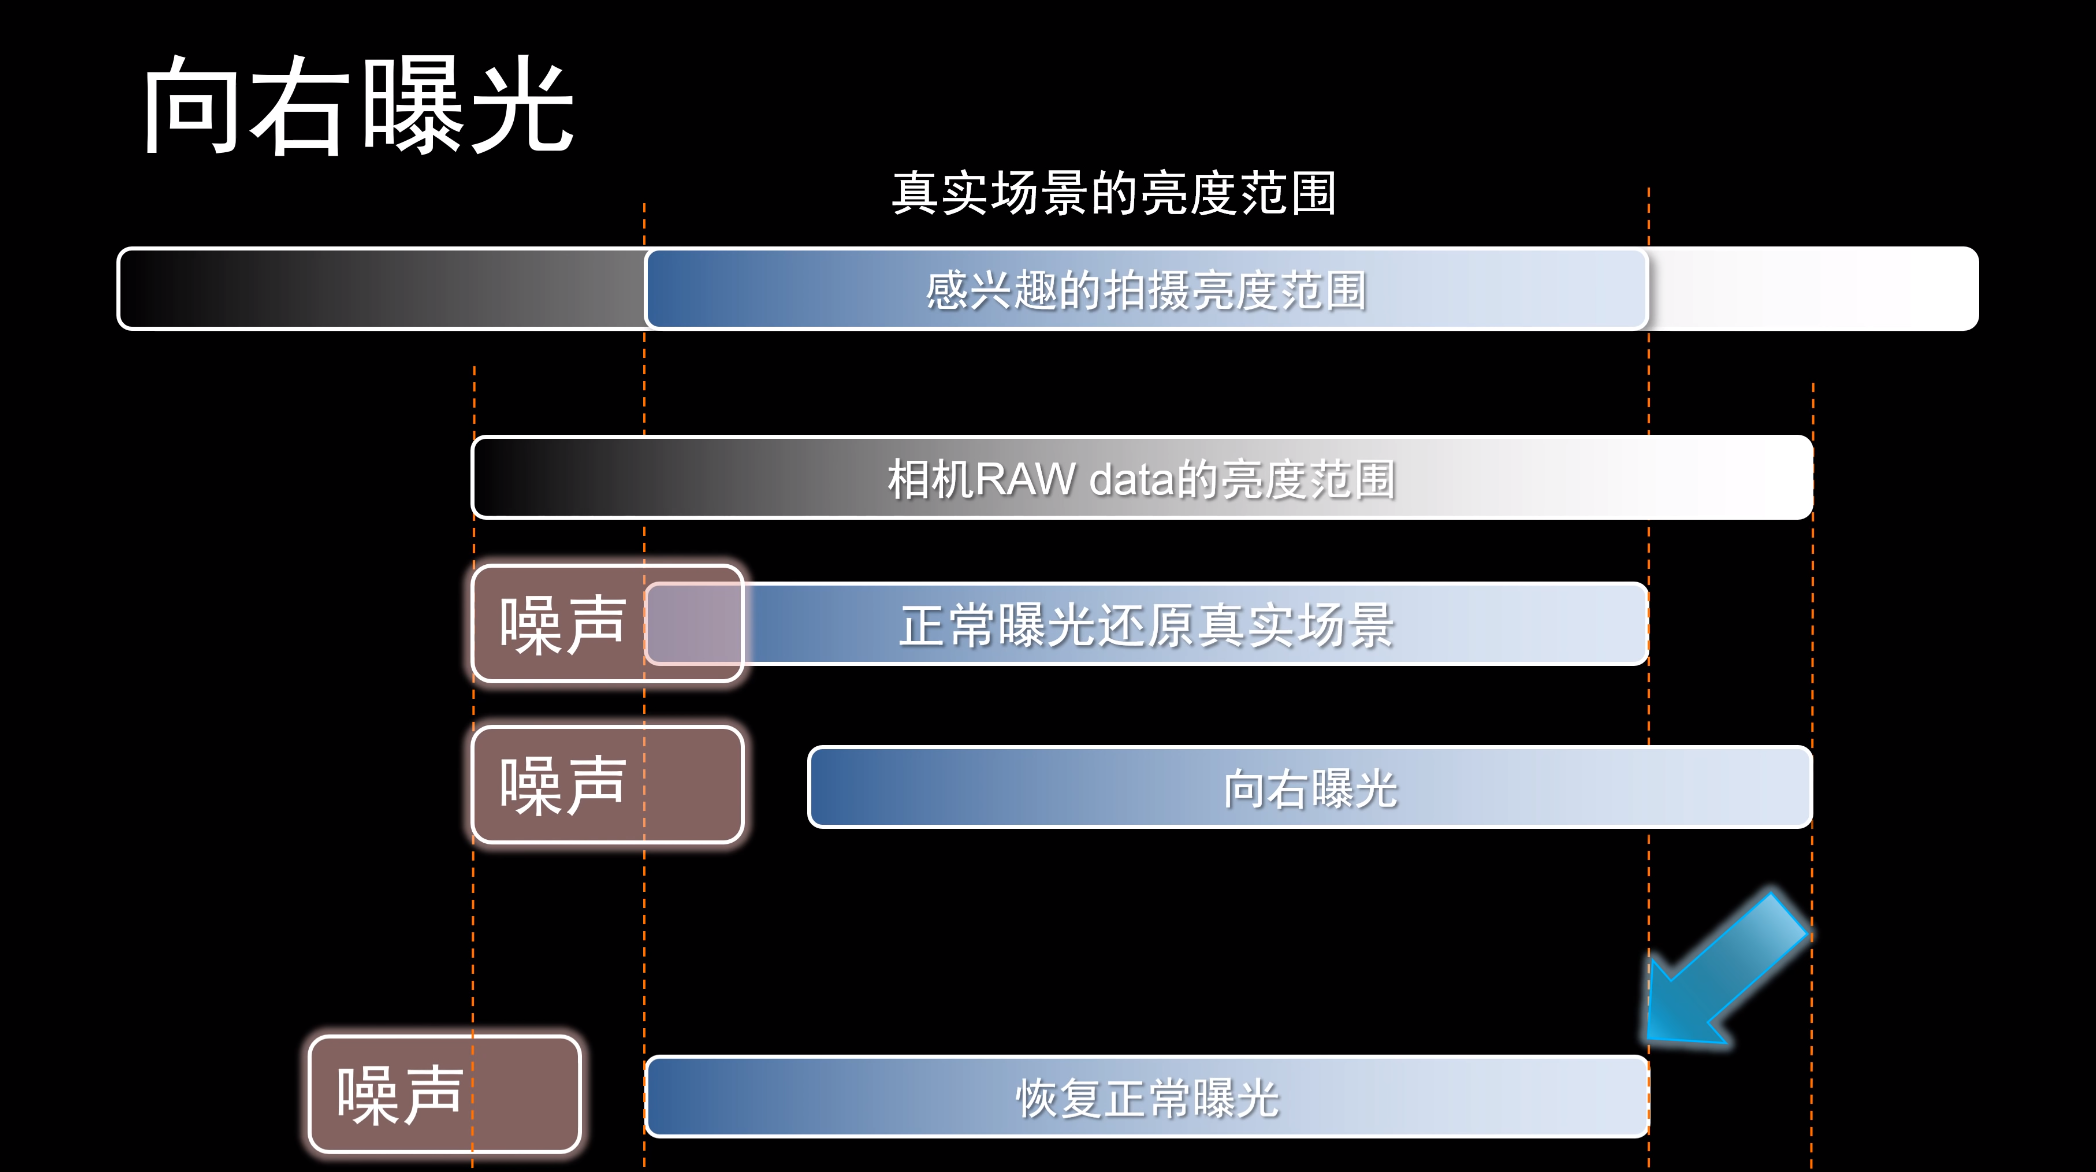 向右曝光
真实场景的亮度范围
感兴趣的拍摄亮度范围
相机RAW data的亮度范围
噪声
正常曝光还原真实场景
噪声
向右曝光
噪声
恢复正常曝光